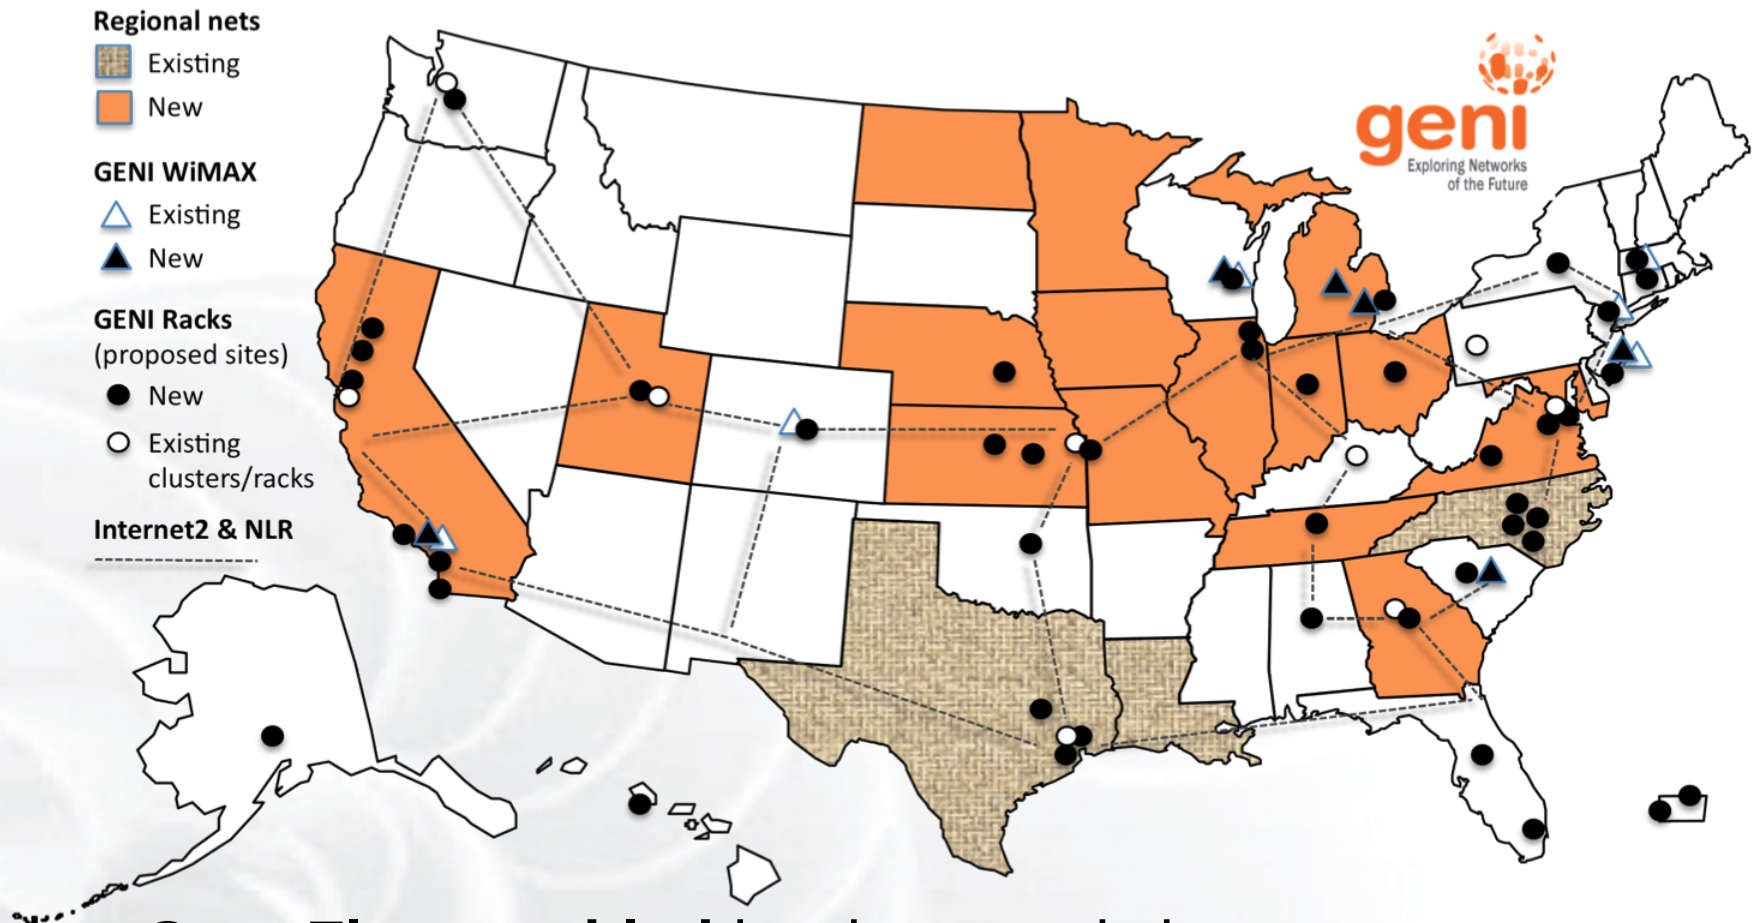 Regional nets
Existing
New
GENI WiMAX
Existing
New
GENI Racks
(proposed sites)
New
Existing
clusters/racks
Internet2 & NLR
geni
Exploring Networks
of the Future